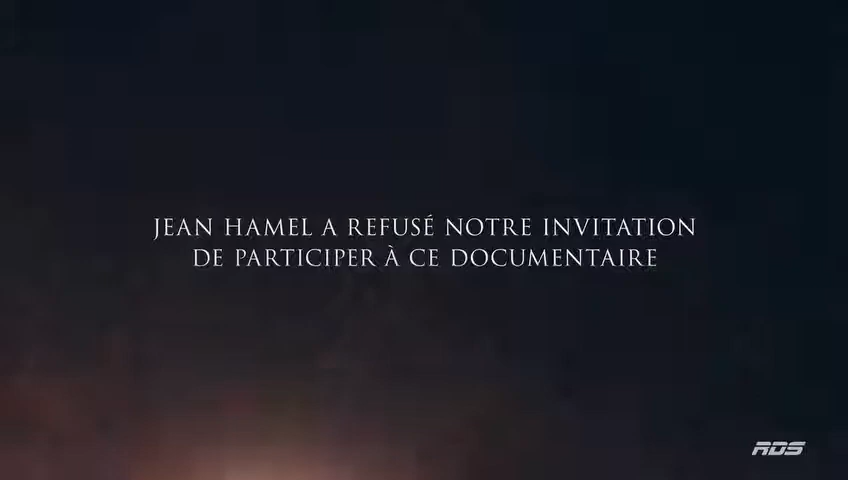 JEAN HAMEL A REFUSÉ NOTRE INVITATION
DE PARTICIPER À CE DOCUMENTAIRE
RDS